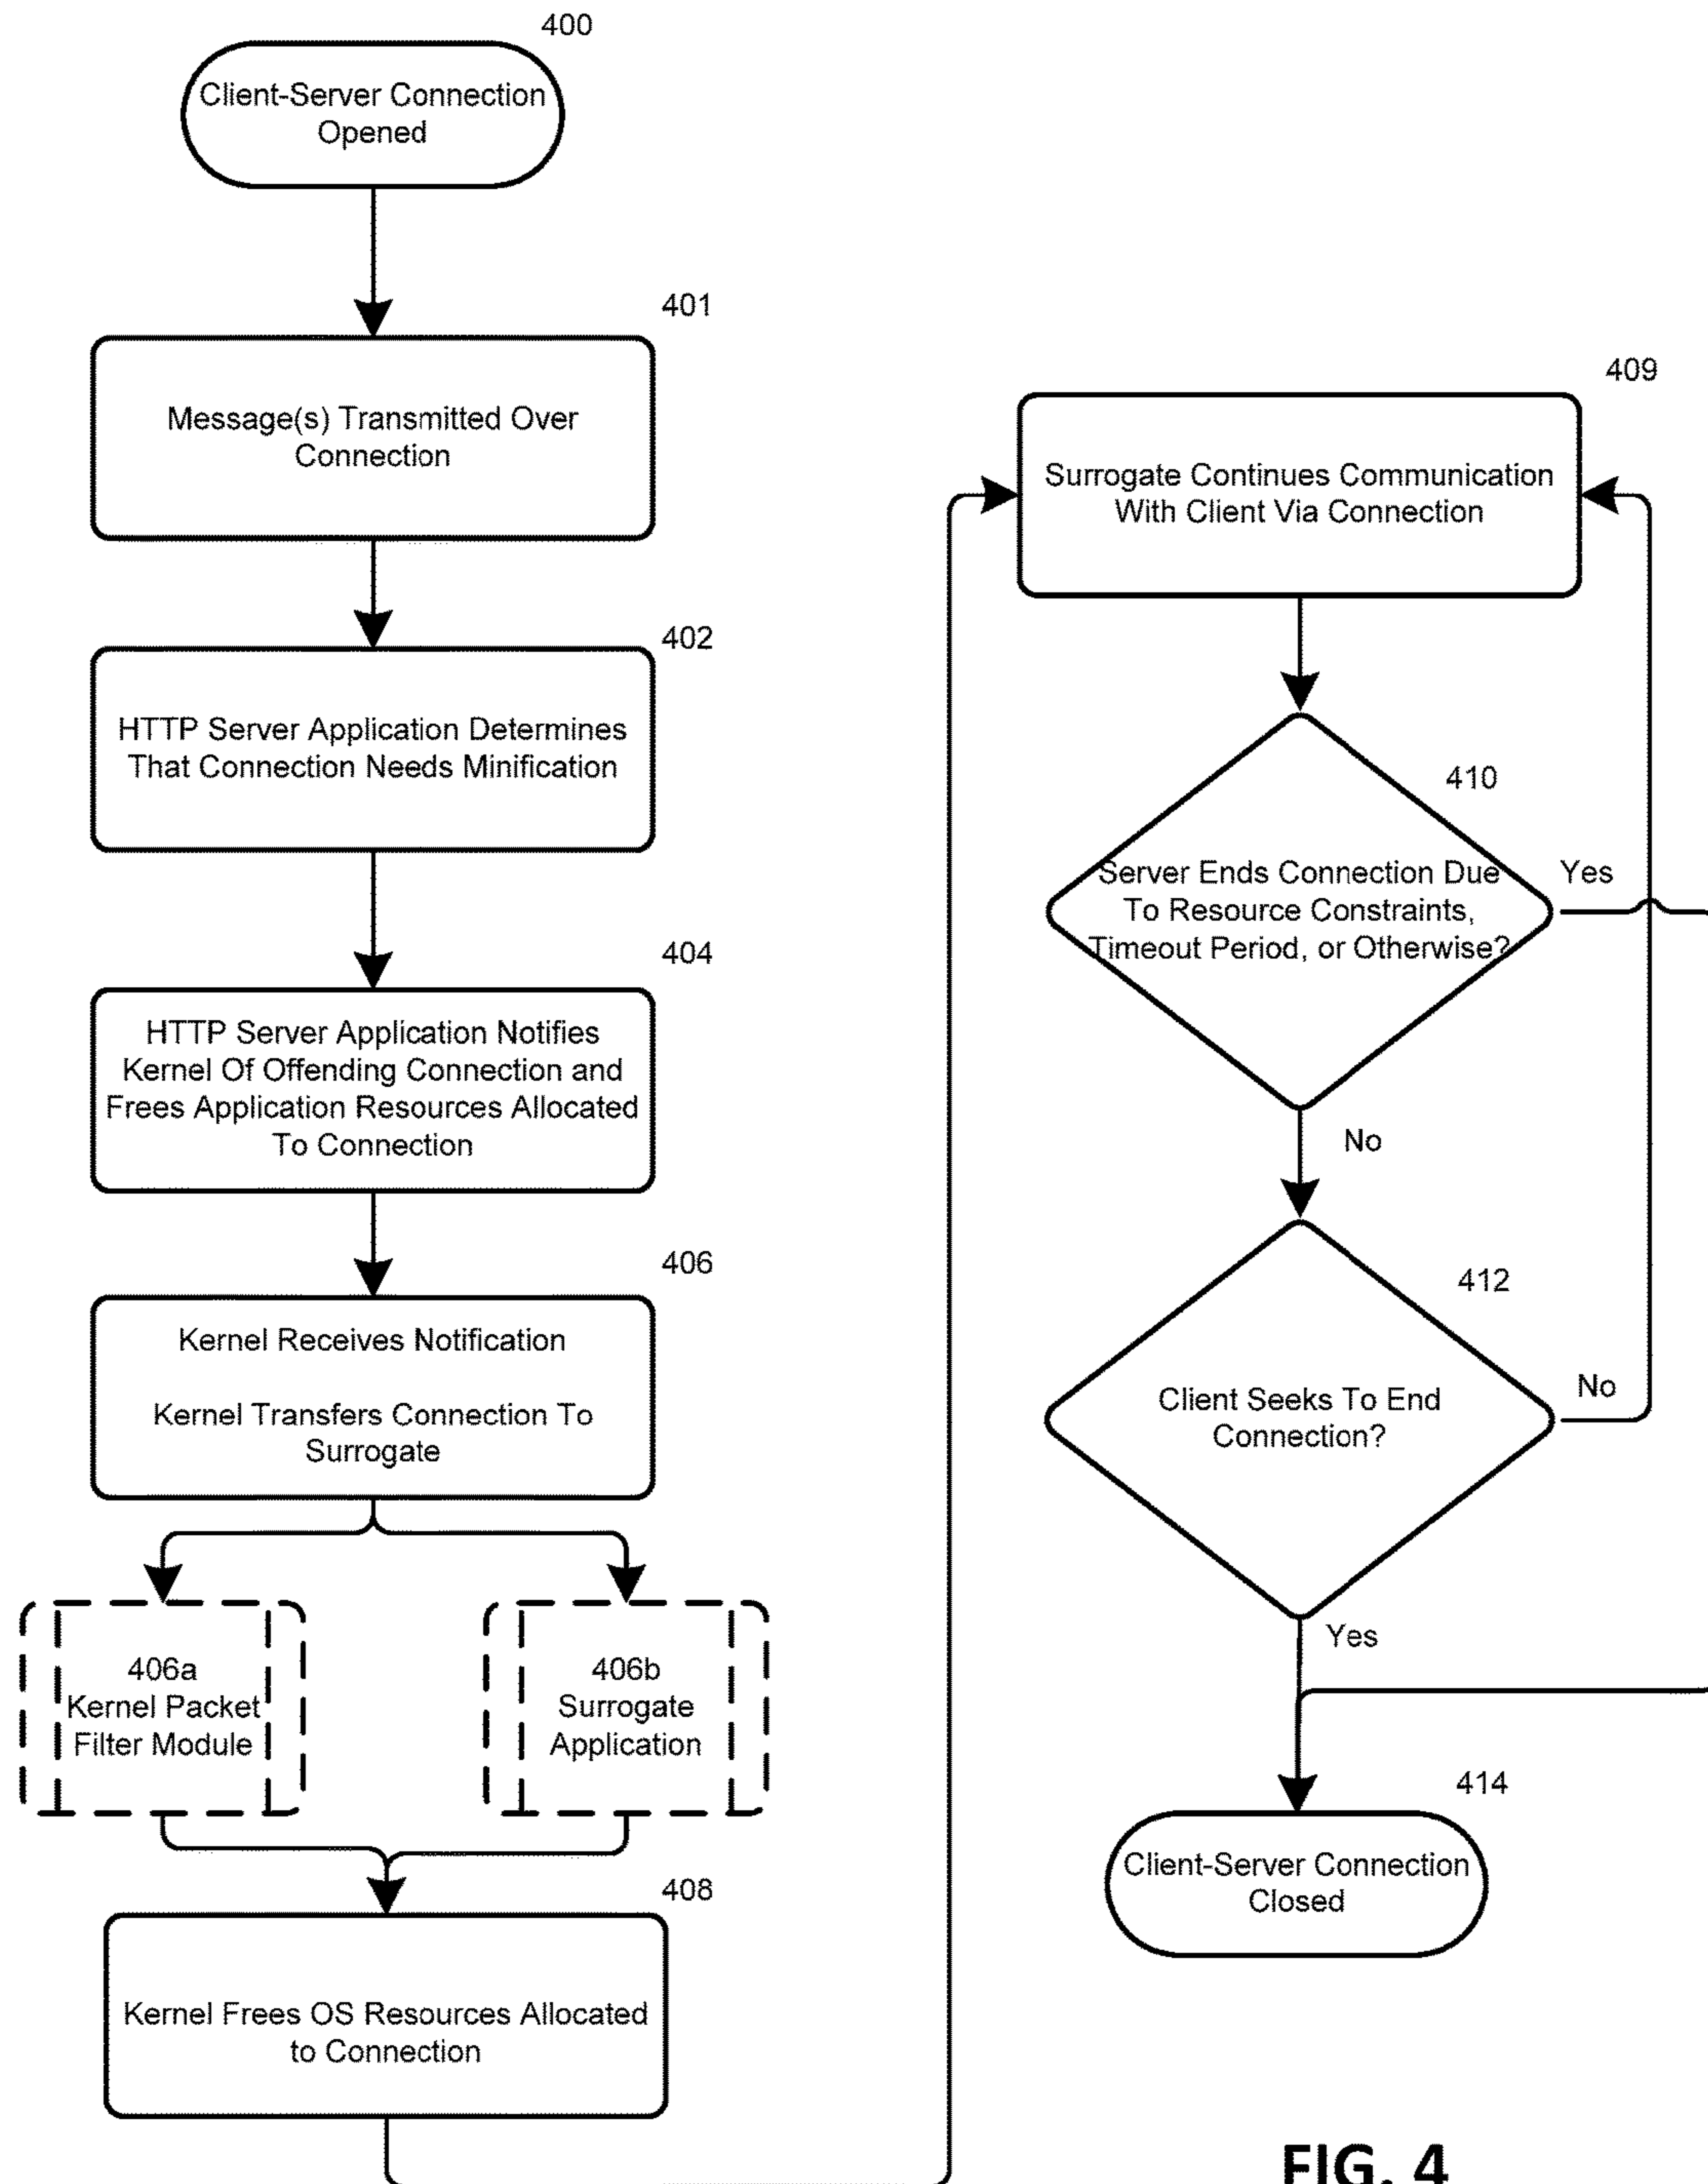 400
Client-Server Connection
Opened
401
Message(s) Transmitted Over
Connection
402
HTTP Server Application Determines
That Connection Needs Minification
404
HTTP Server Application Notifies
Kernel Of Offending Connection and
Frees Application Resources Allocated
To Connection
406
Kernel Receives Notification
Kernel Transfers Connection To
Surrogate
406a
Kernel Packet
Filter Module
406b
Surrogate
Application
408
Kernel Frees OS Resources Allocated
to Connection
409
Surrogate Continues Communication
With Client Via Connection
410
Server Ends Connection Due
To Resource Constraints,
Timeout Period, or Otherwise?
Yes
No
412
Client Seeks To End
Connection?
No
Yes
414
Client-Server Connection
Closed
FIG. 4